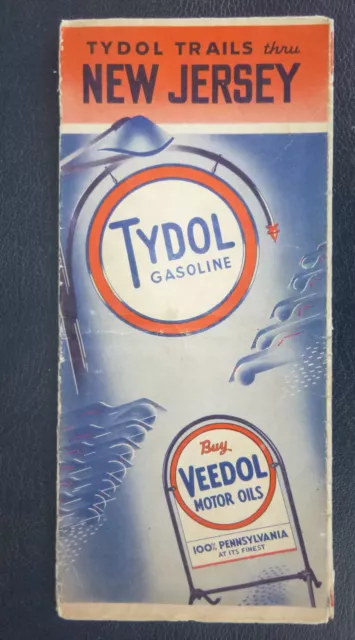 TYDOL TRAILS thru
NEW JERSEY
TYDOL
GASOLINE
Buy
VEEDOL
MOTOR OILS
100% PENNSYLVANIA
AT ITS FINEST